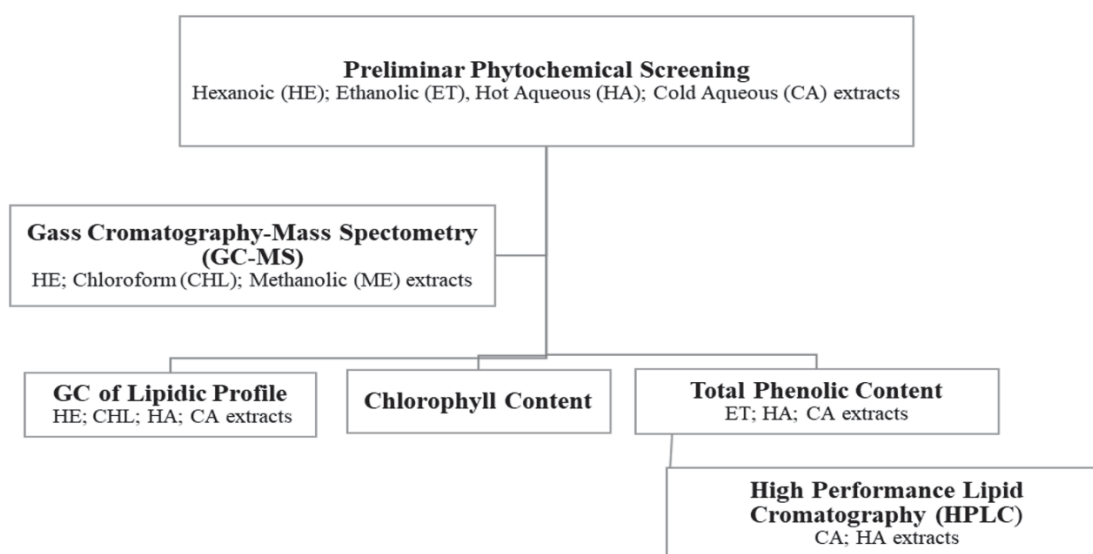 Preliminar Phytochemical Screening
Hexanoic (HE); Ethanolic (ET), Hot Aqueous (HA); Cold Aqueous (CA) extracts
Gass Cromatography-Mass Spectometry
(GC-MS)
HE; Chloroform (CHL); Methanolic (ME) extracts
GC of Lipidic Profile
HE; CHL; HA; CA extracts
Chlorophyll Content
Total Phenolic Content
ET; HA; CA extracts
High Performance Lipid
Cromatography (HPLC)
CA; HA extracts